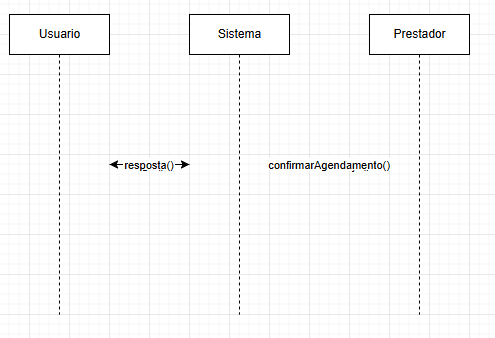 Usuario
Sistema
Prestador
resposta()
confirmarAgendamento()